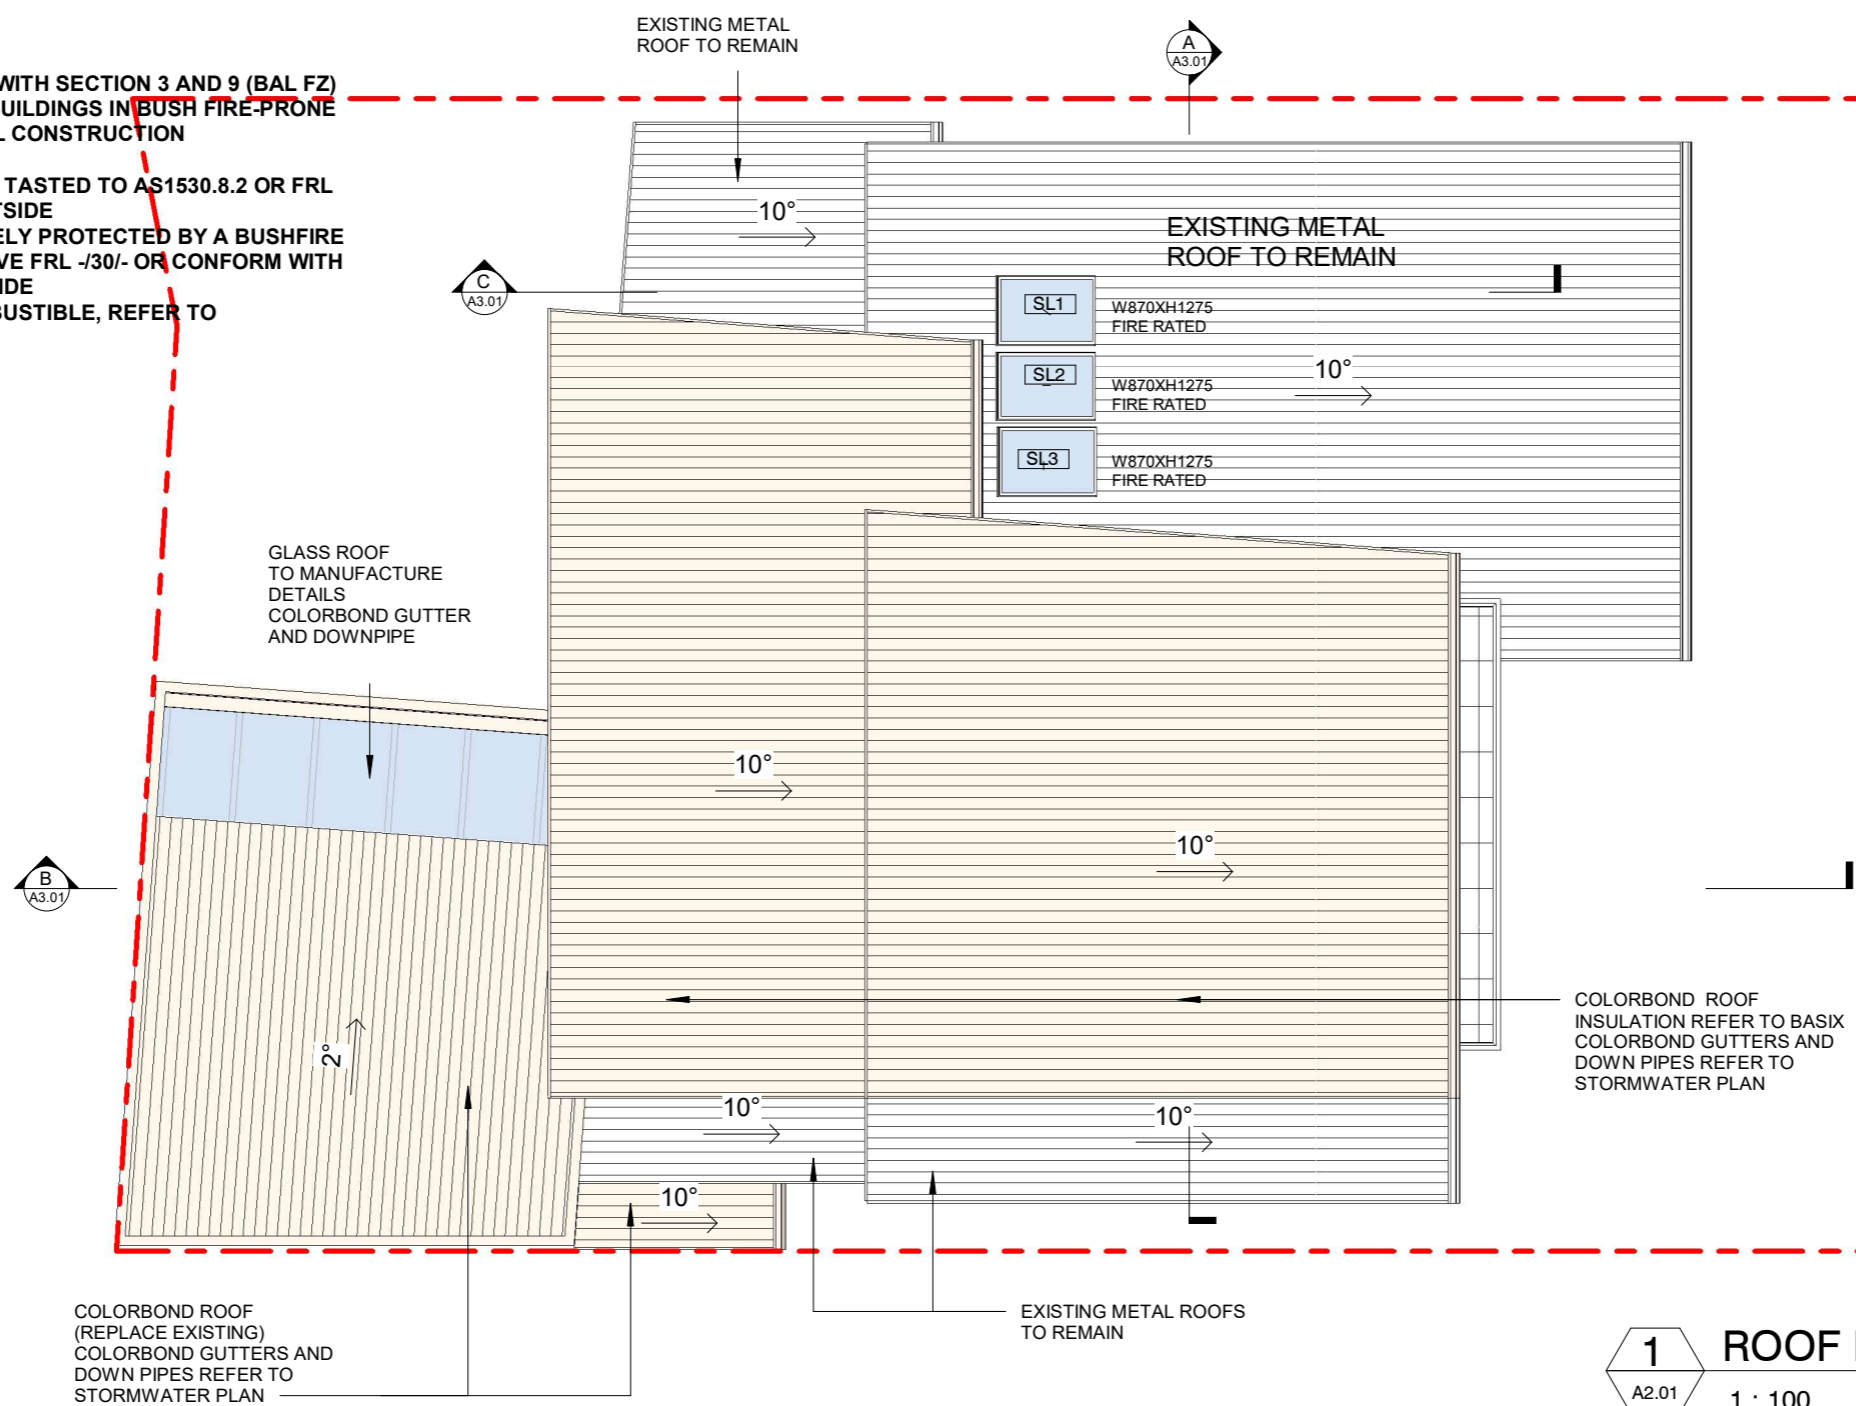 EXISTING METAL
ROOF TO REMAIN
A
A3.01
WITH SECTION 3 AND 9 (BAL FZ)
UILDINGS IN BUSH FIRE-PRONE
L CONSTRUCTION
TASTED TO AS1530.8.2 OR FRL
TSIDE
ELY PROTECTED BY A BUSHFIRE
VE FRL -/30/- OR CONFORM WITH
IDE
BUSTIBLE, REFER TO
10°
EXISTING METAL
ROOF TO REMAIN
C
A3.01
SL1
W870XH1275
FIRE RATED
SL2
W870XH1275
FIRE RATED
10°
SL3
W870XH1275
FIRE RATED
GLASS ROOF
TO MANUFACTURE
DETAILS
COLORBOND GUTTER
AND DOWNPIPE
10°
10°
B
A3.01
2°
COLORBOND ROOF
INSULATION REFER TO BASIX
COLORBOND GUTTERS AND
DOWN PIPES REFER TO
STORMWATER PLAN
10°
10°
10°
COLORBOND ROOF
(REPLACE EXISTING)
COLORBOND GUTTERS AND
DOWN PIPES REFER TO
STORMWATER PLAN
EXISTING METAL ROOFS
TO REMAIN
1
A2.01
ROOF
1 : 100